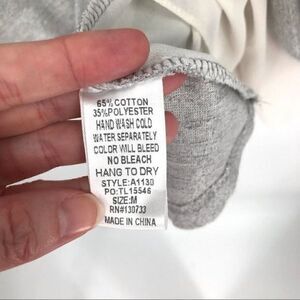 65% COTTON
35%POLYESTER
HAND WASH COLD
WATER SEPARATELY
COLOR WILL BLEED
NO BLEACH
HANG TO DRY
STYLE:A1130
PO:TL15546
SIZE:M
RN#130733
MADE IN CHINA